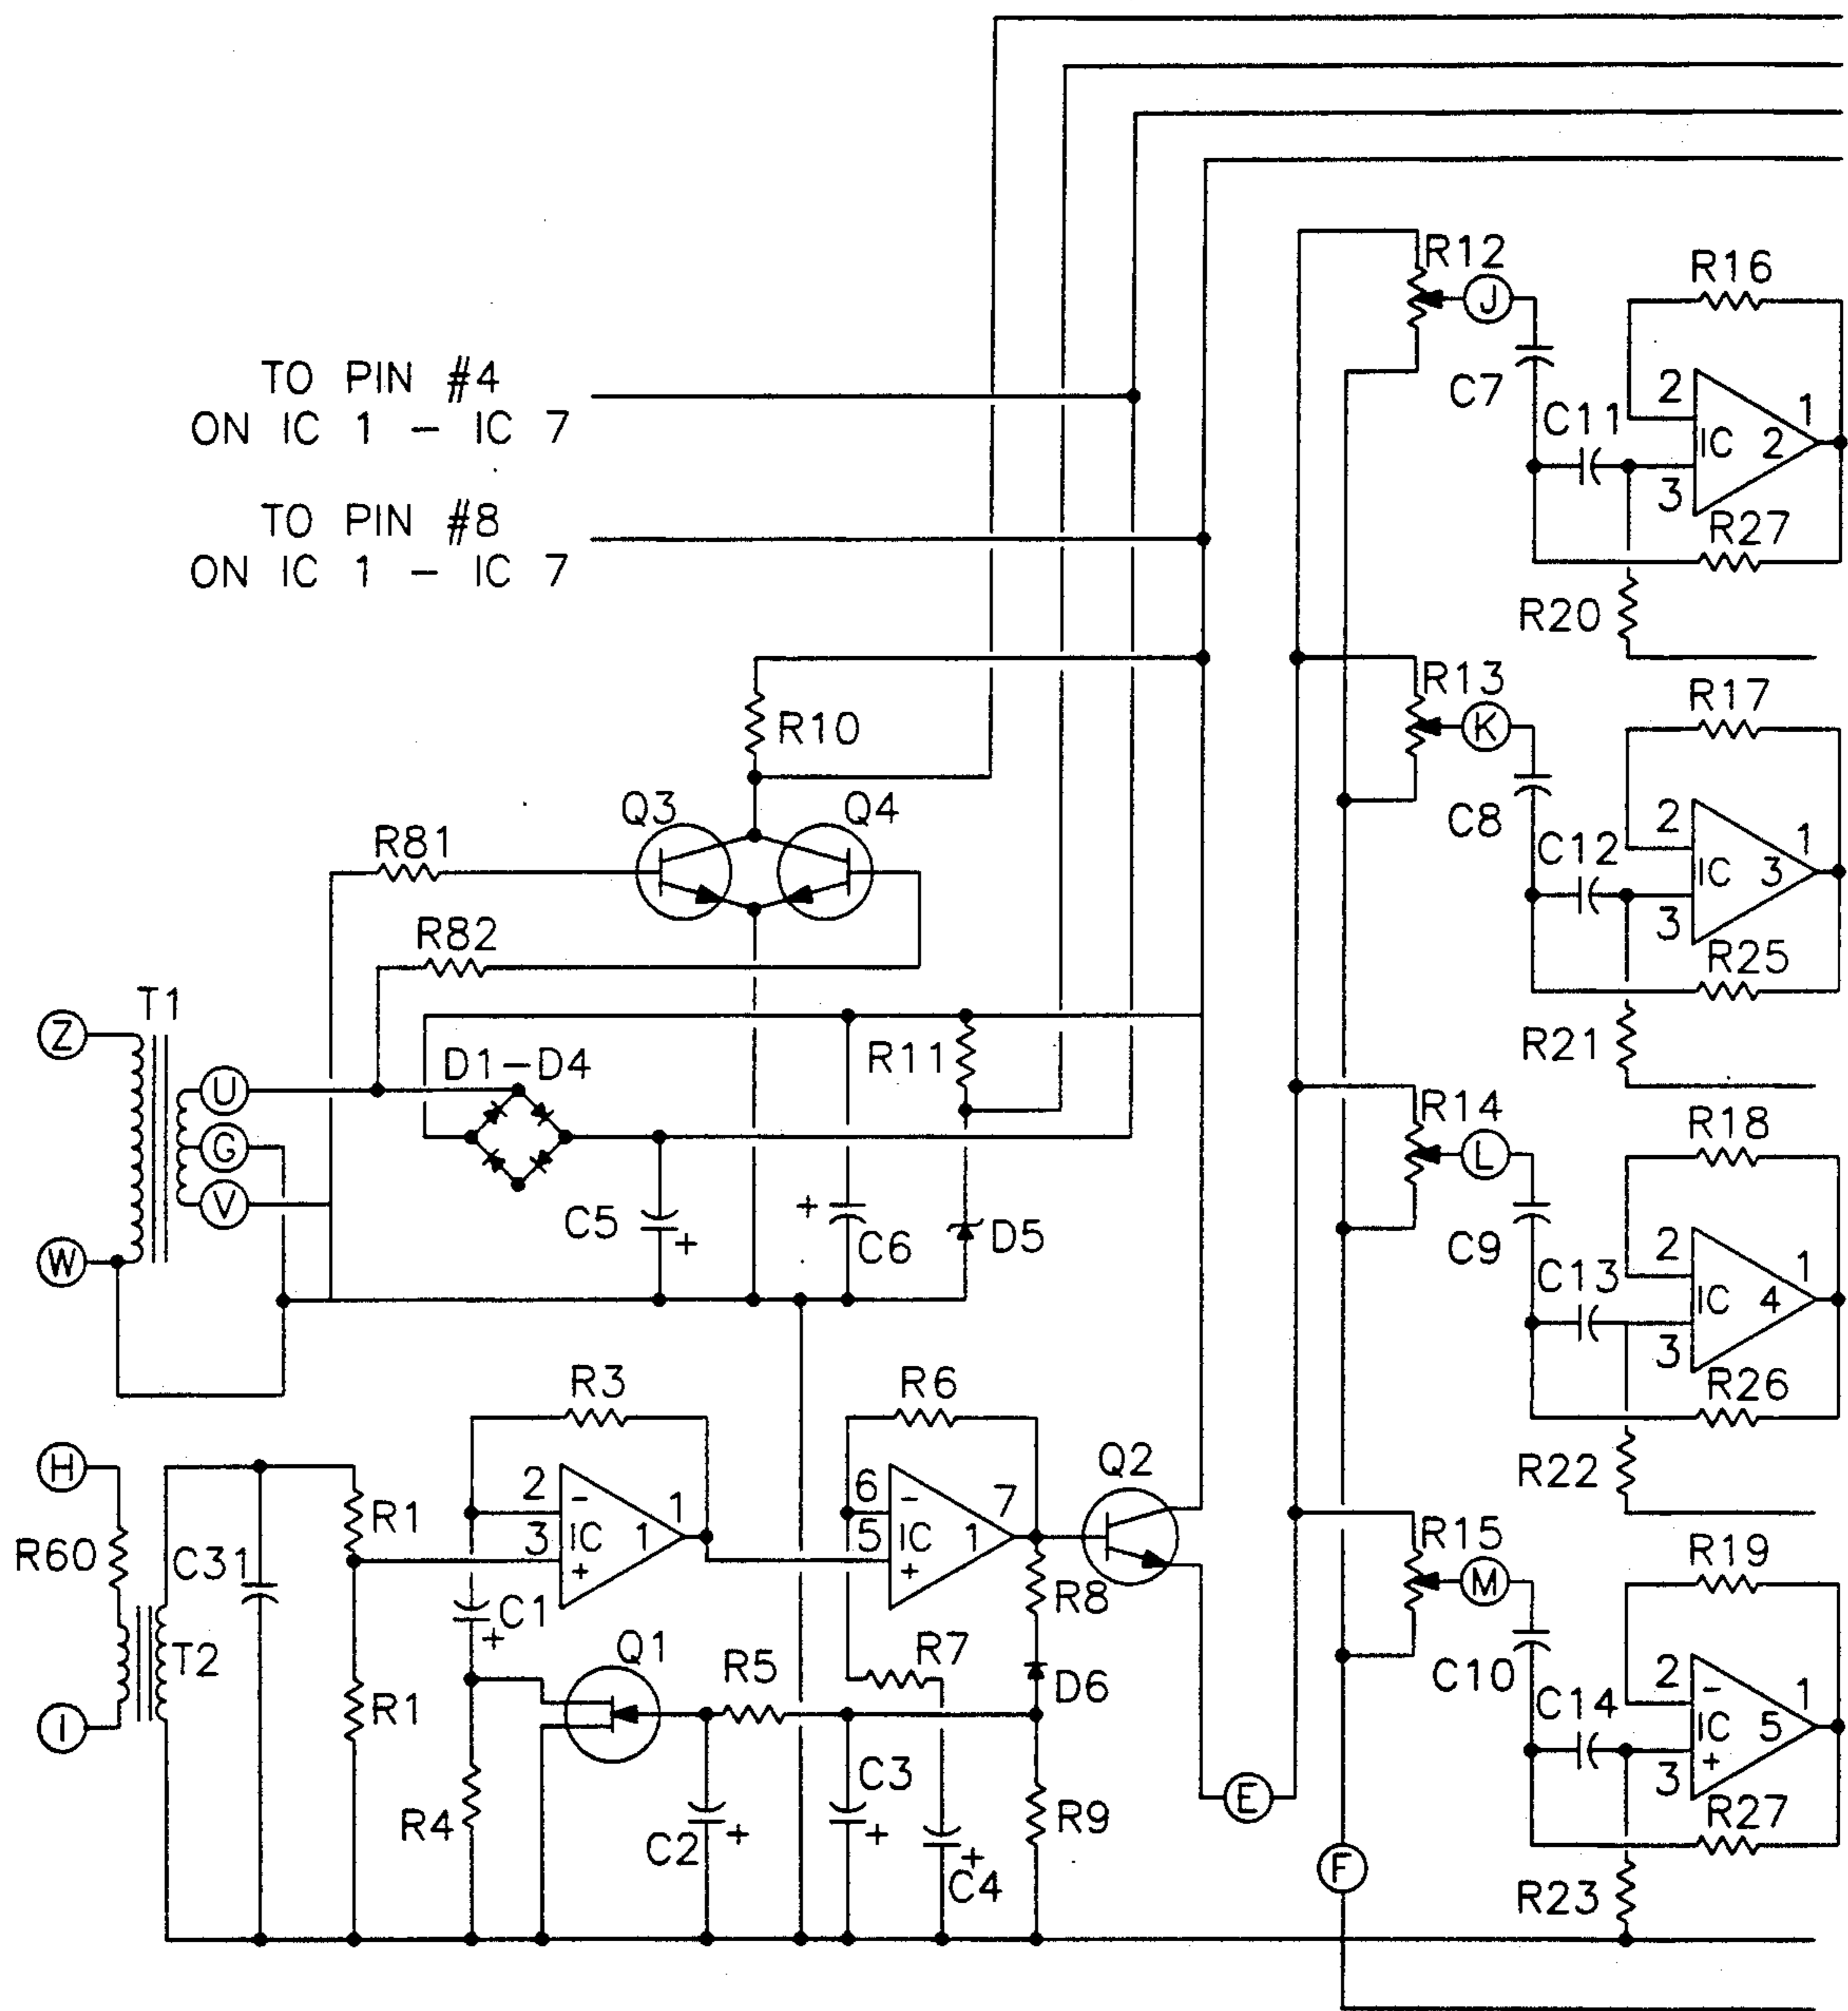 R12
J
R16
C7
TO PIN #4
ON IC 1 – IC 7
C11
2
1
IC 2
3
TO PIN #8
ON IC 1 – IC 7
R27
R20
R13
K
R17
R10
Q3
Q4
C8
R81
C12
2
1
IC 3
3
R82
R25
T1
Z
R21
R11
D1–D4
U
R14
L
R18
G
V
C5
+
+
C6
D5
C9
W
C13
2
1
IC 4
3
R3
R6
R26
H
Q2
R22
2
-
1
IC 1
3
+
6
-
7
IC 1
5
+
R1
R60
C31
R15
M
R19
C1
+
R8
T2
Q1
R5
R7
C10
D6
I
R1
C14
2
-
1
IC 5
3
+
C3
+
E
R4
C2
+
R9
R27
C4
+
F
R23